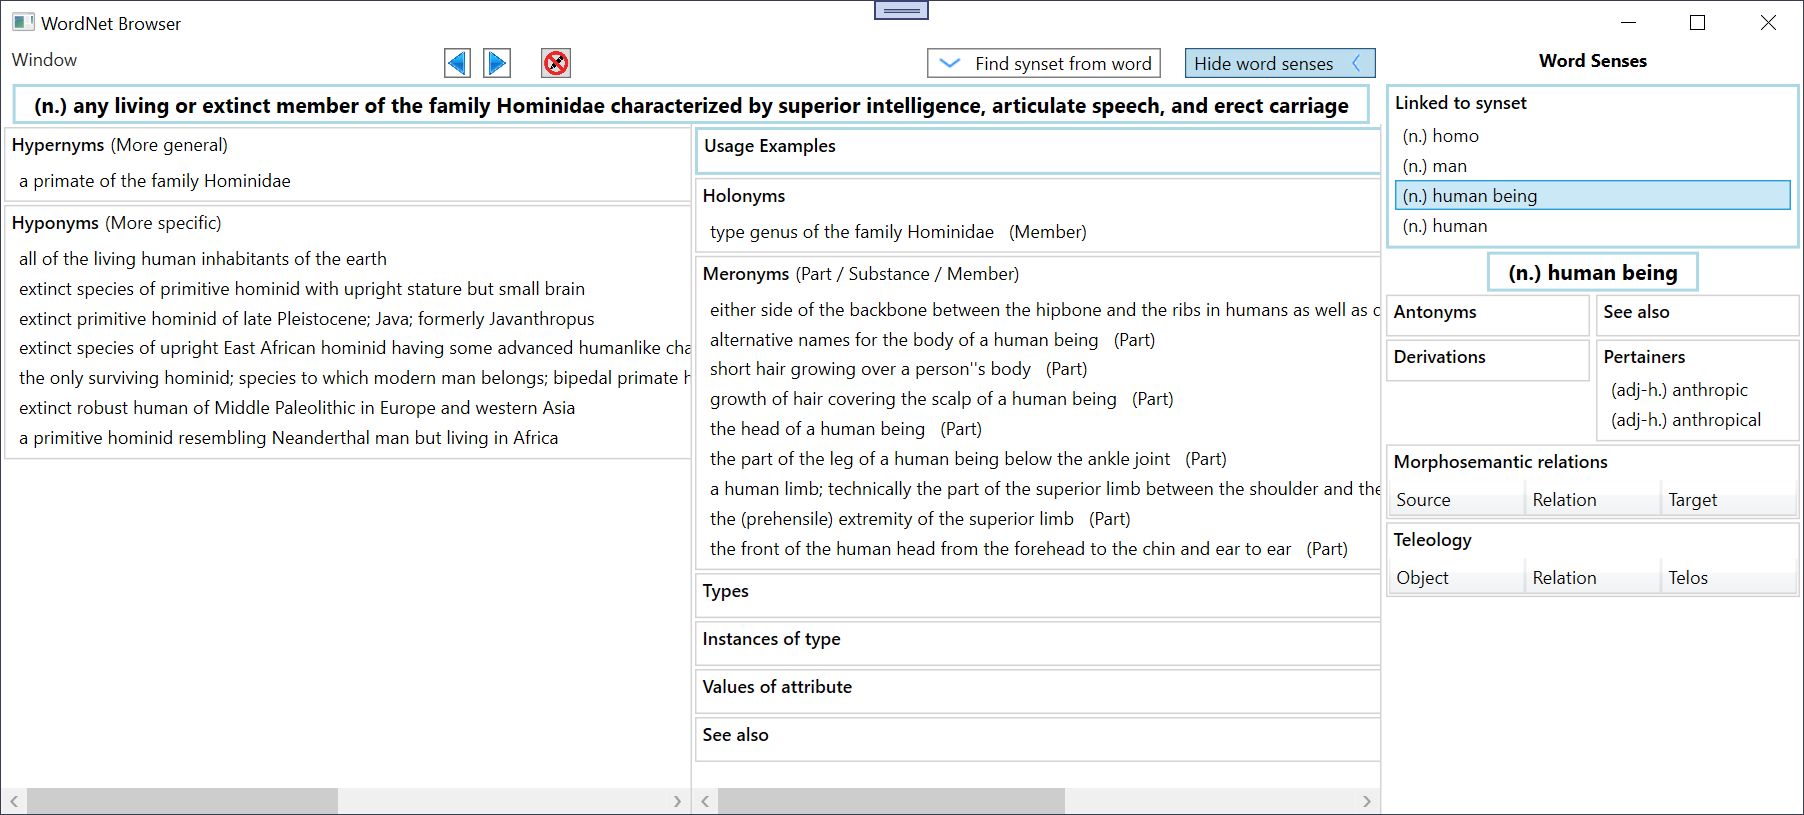 WordNet Browser
Window
Find synset from word
Hide word senses
Word Senses
(n.) any living or extinct member of the family Hominidae characterized by superior intelligence, articulate speech, and erect carriage
Hypernyms (More general)
a primate of the family Hominidae
Hyponyms (More specific)
all of the living human inhabitants of the earth
extinct species of primitive hominid with upright stature but small brain
extinct primitive hominid of late Pleistocene; Java; formerly Javanthropus
extinct species of upright East African hominid having some advanced humanlike cha
the only surviving hominid; species to which modern man belongs; bipedal primate h
extinct robust human of Middle Paleolithic in Europe and western Asia
a primitive hominid resembling Neanderthal man but living in Africa
Usage Examples
Holonyms
type genus of the family Hominidae (Member)
Meronyms (Part / Substance / Member)
either side of the backbone between the hipbone and the ribs in humans as well as
alternative names for the body of a human being (Part)
short hair growing over a person''s body (Part)
growth of hair covering the scalp of a human being (Part)
the head of a human being (Part)
the part of the leg of a human being below the ankle joint (Part)
a human limb; technically the part of the superior limb between the shoulder and the
the (prehensile) extremity of the superior limb (Part)
the front of the human head from the forehead to the chin and ear to ear (Part)
Types
Instances of type
Values of attribute
See also
Linked to synset
(n.) homo
(n.) man
(n.) human being
(n.) human
(n.) human being
Antonyms
See also
Derivations
Pertainers
(adj-h.) anthropic
(adj-h.) anthropical
Morphosemantic relations
Source Relation Target
Teleology
Object Relation Telos